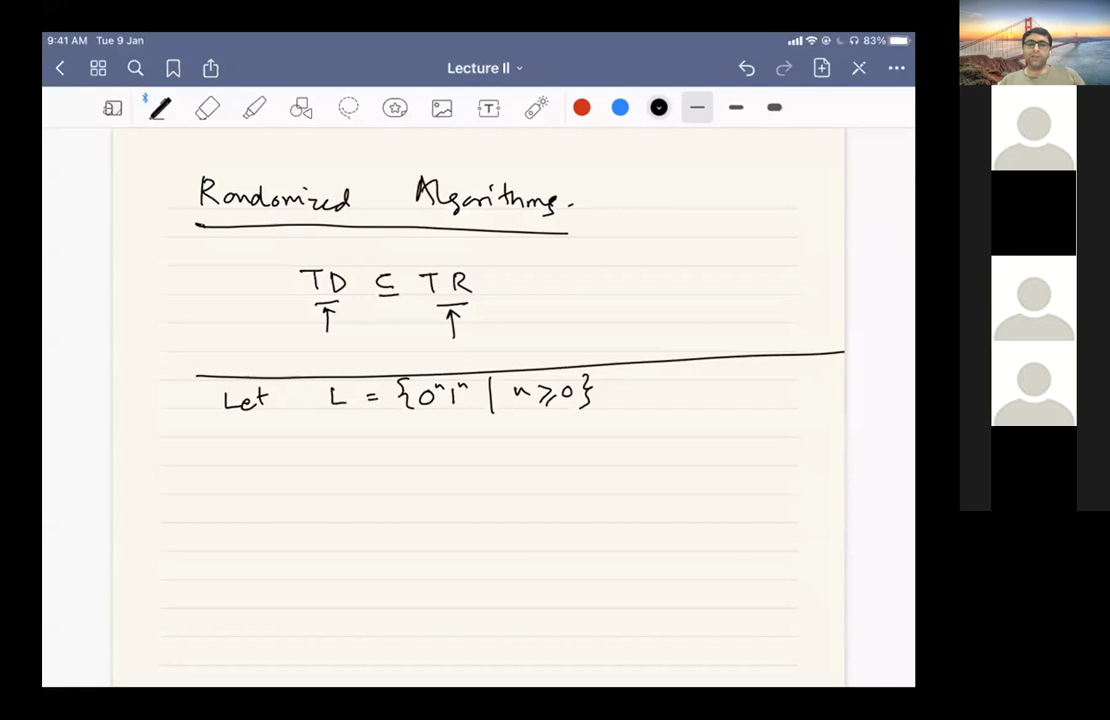 9:41 AM Tue 9 Jan 83%
Lecture II
T
Randomized Algorithms.
TD ⊆ TR
↑ ↑
Let L = {0ⁿ1ⁿ | n ≥ 0}